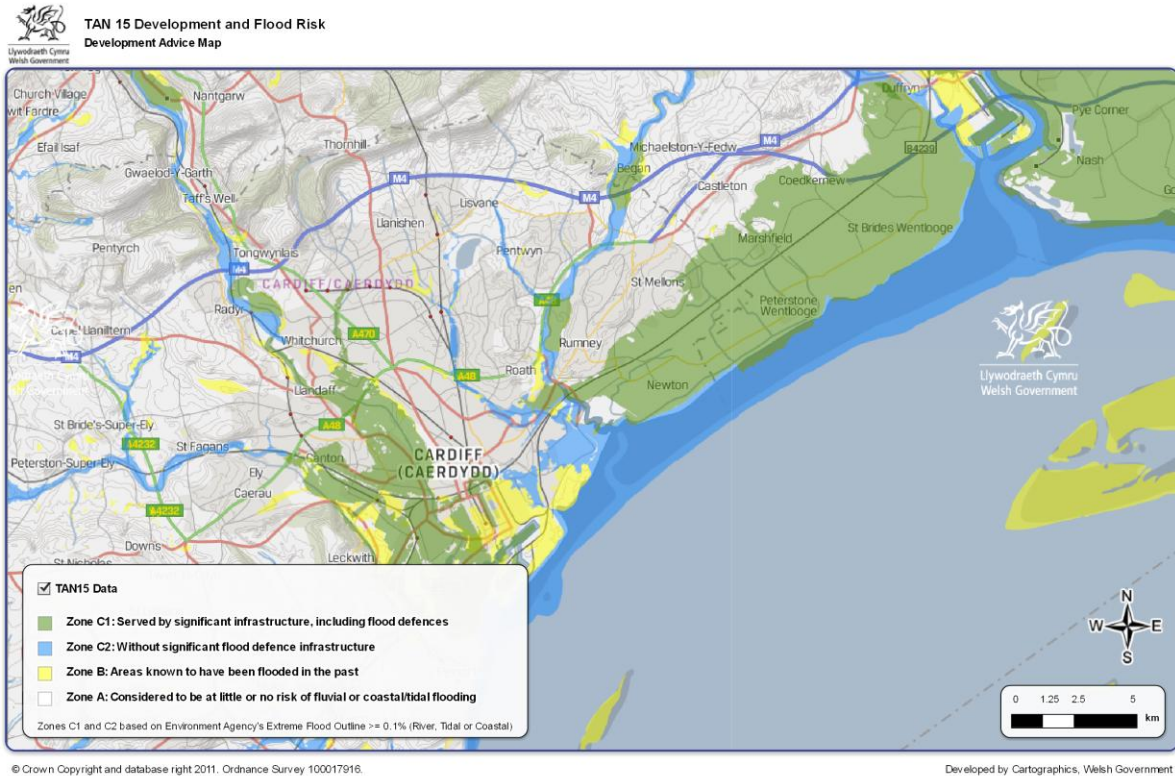 Llywodraeth Cymru
Welsh Government
TAN 15 Development and Flood Risk
Development Advice Map
Church Village
Nantgarw
Efail Isaf
Thornhill
Gwaelod-Y-Garth
Taff's Well
M4
Lisvane
Llanishen
Pentyrch
Tongwynlais
M4
CARDIFF/CAERDYDD
Radyr
Pentwyn
M4
Began
Michaelston-Y-Fedw
M4
Castleton
Coedkernew
Duffryn
B4239
Pye Corner
Nash
Marshfield
St Brides Wentlooge
St Mellons
Peterstone
Wentlooge
Llywodraeth Cymru
Welsh Government
M4
A470
Whitchurch
Rumney
Roath
A48
Newton
Llandaff
A48
St Bride's-Super-Ely
A4232
St Fagans
Peterston-Super-Ely
Ely
Canton
CARDIFF
(CAERDYDD)
Caerau
A4232
Downs
Leckwith
St Nicholas
TAN15 Data
Zone C1: Served by significant infrastructure, including flood defences
Zone C2: Without significant flood defence infrastructure
Zone B: Areas known to have been flooded in the past
Zone A: Considered to be at little or no risk of fluvial or coastal/tidal flooding
Zones C1 and C2 based on Environment Agency's Extreme Flood Outline >= 0.1% (River, Tidal or Coastal)
N
W E
S
0 1.25 2.5 5
km
© Crown Copyright and database right 2011. Ordnance Survey 100017916.
Developed by Cartographics, Welsh Government